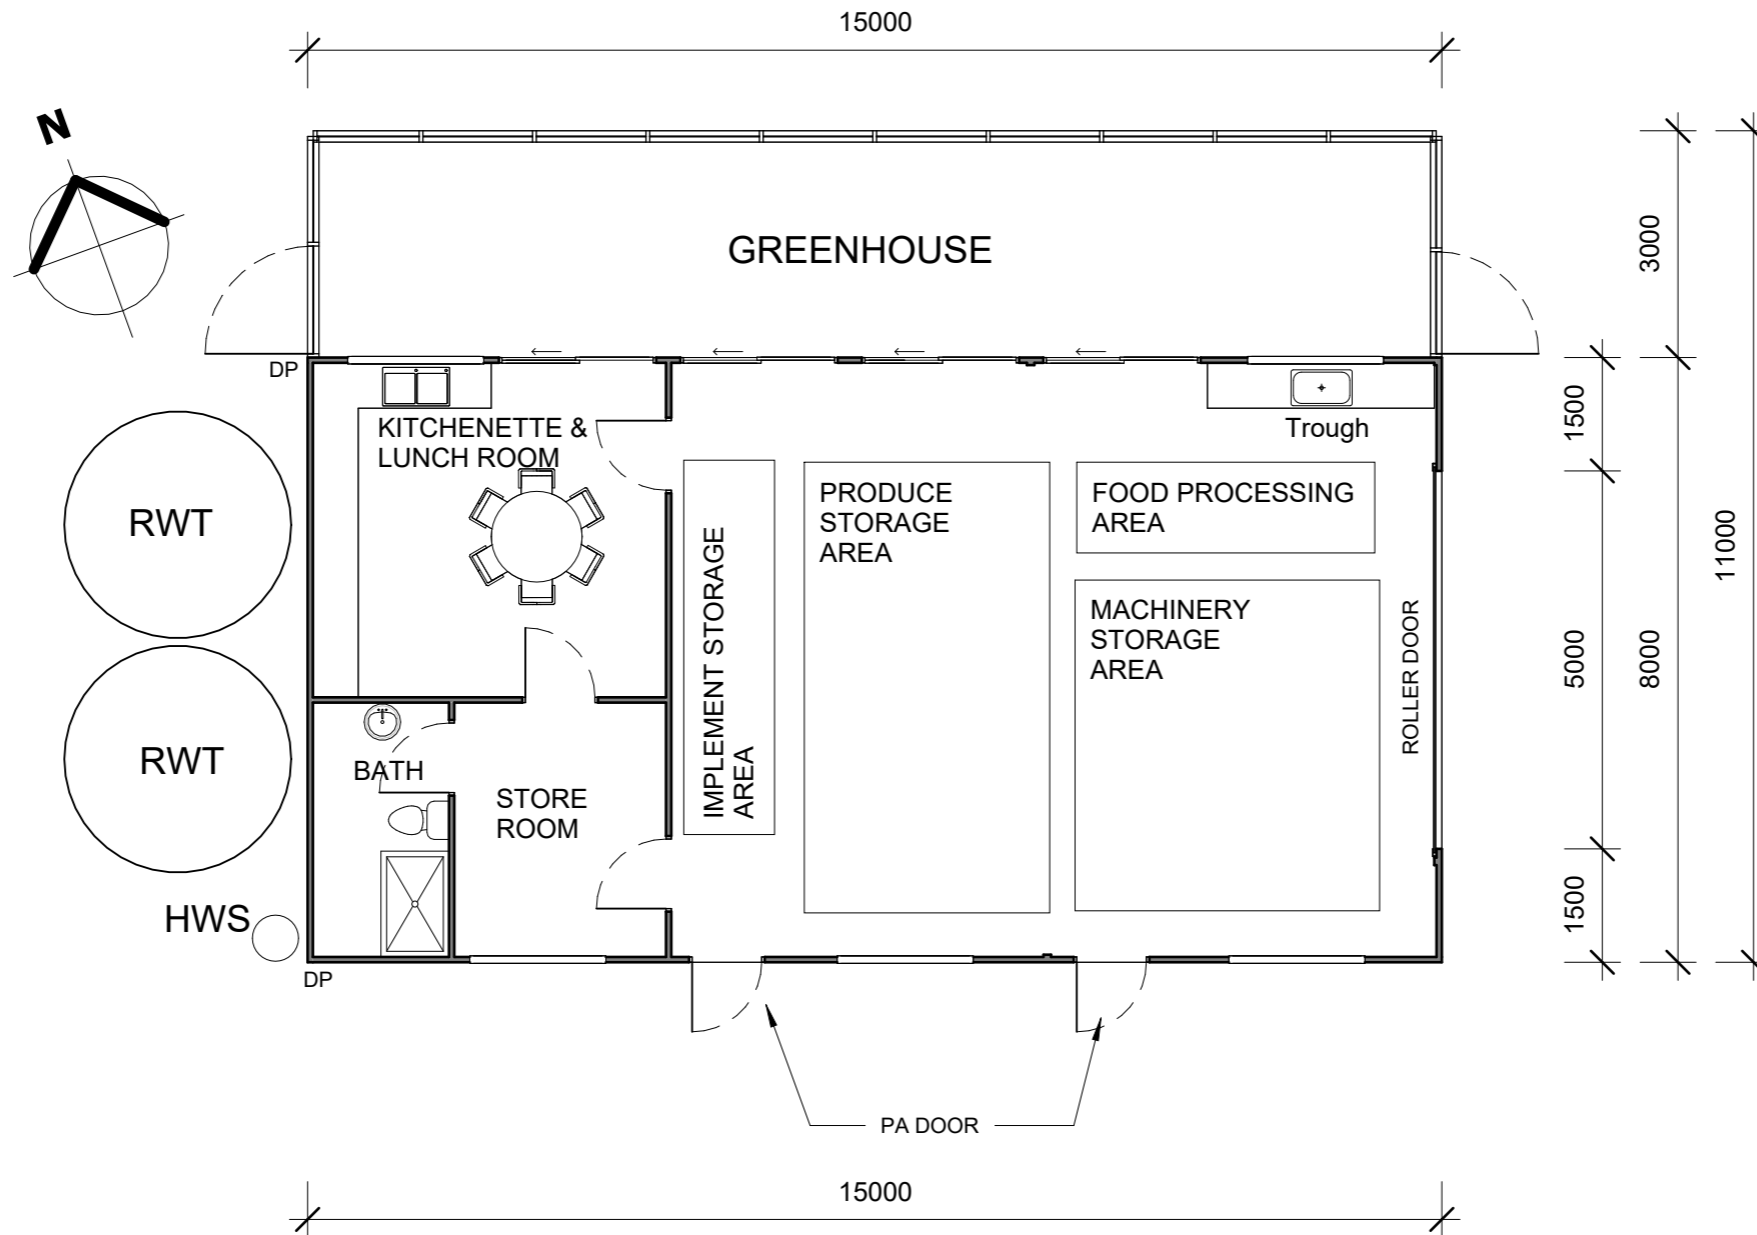 15000
N
GREENHOUSE
3000
DP
KITCHENETTE &
LUNCH ROOM
Trough
1500
RWT
PRODUCE
STORAGE
AREA
FOOD PROCESSING
AREA
11000
IMPLEMENT STORAGE
AREA
MACHINERY
STORAGE
AREA
ROLLER DOOR
5000
8000
RWT
BATH
STORE
ROOM
1500
HWS
DP
PA DOOR
15000